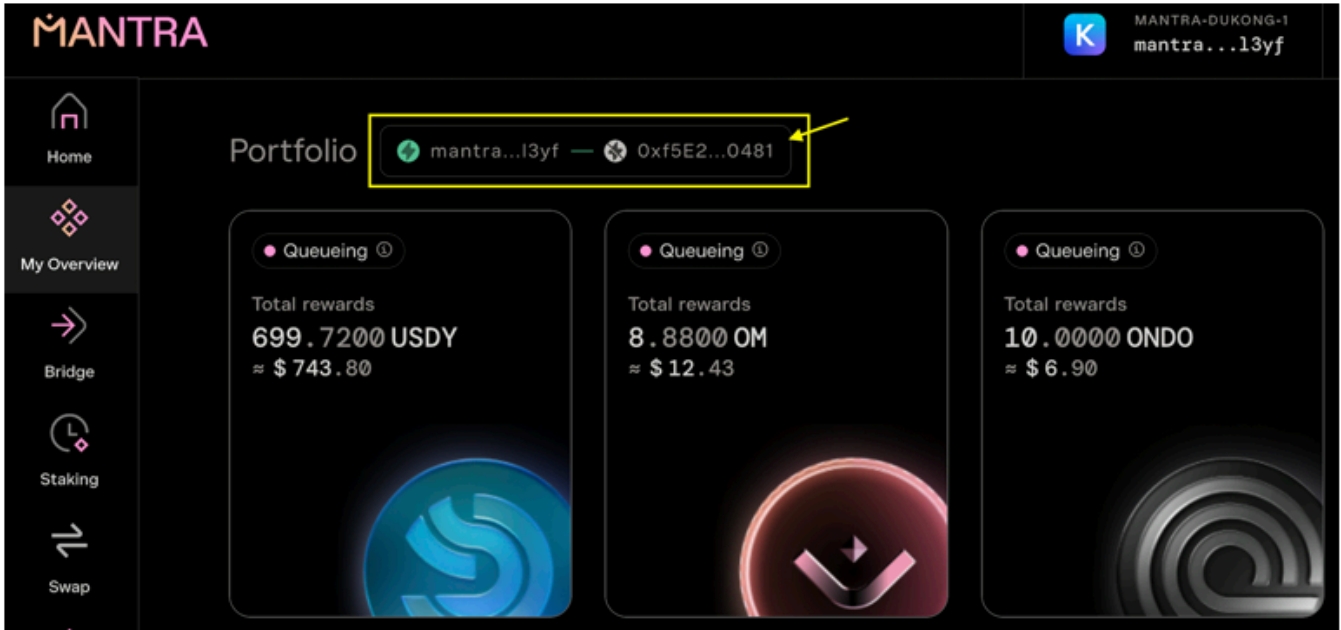 MANTRA
K
MANTRA-DUKONG-1
mantra...l3yf
Home
My Overview
Bridge
Staking
Swap
Portfolio
mantra...l3yf — 0xf5E2...0481
Queueing
Total rewards
699.7200 USDY
≈ $743.80
Queueing
Total rewards
8.8800 OM
≈ $12.43
Queueing
Total rewards
10.0000 ONDO
≈ $6.90